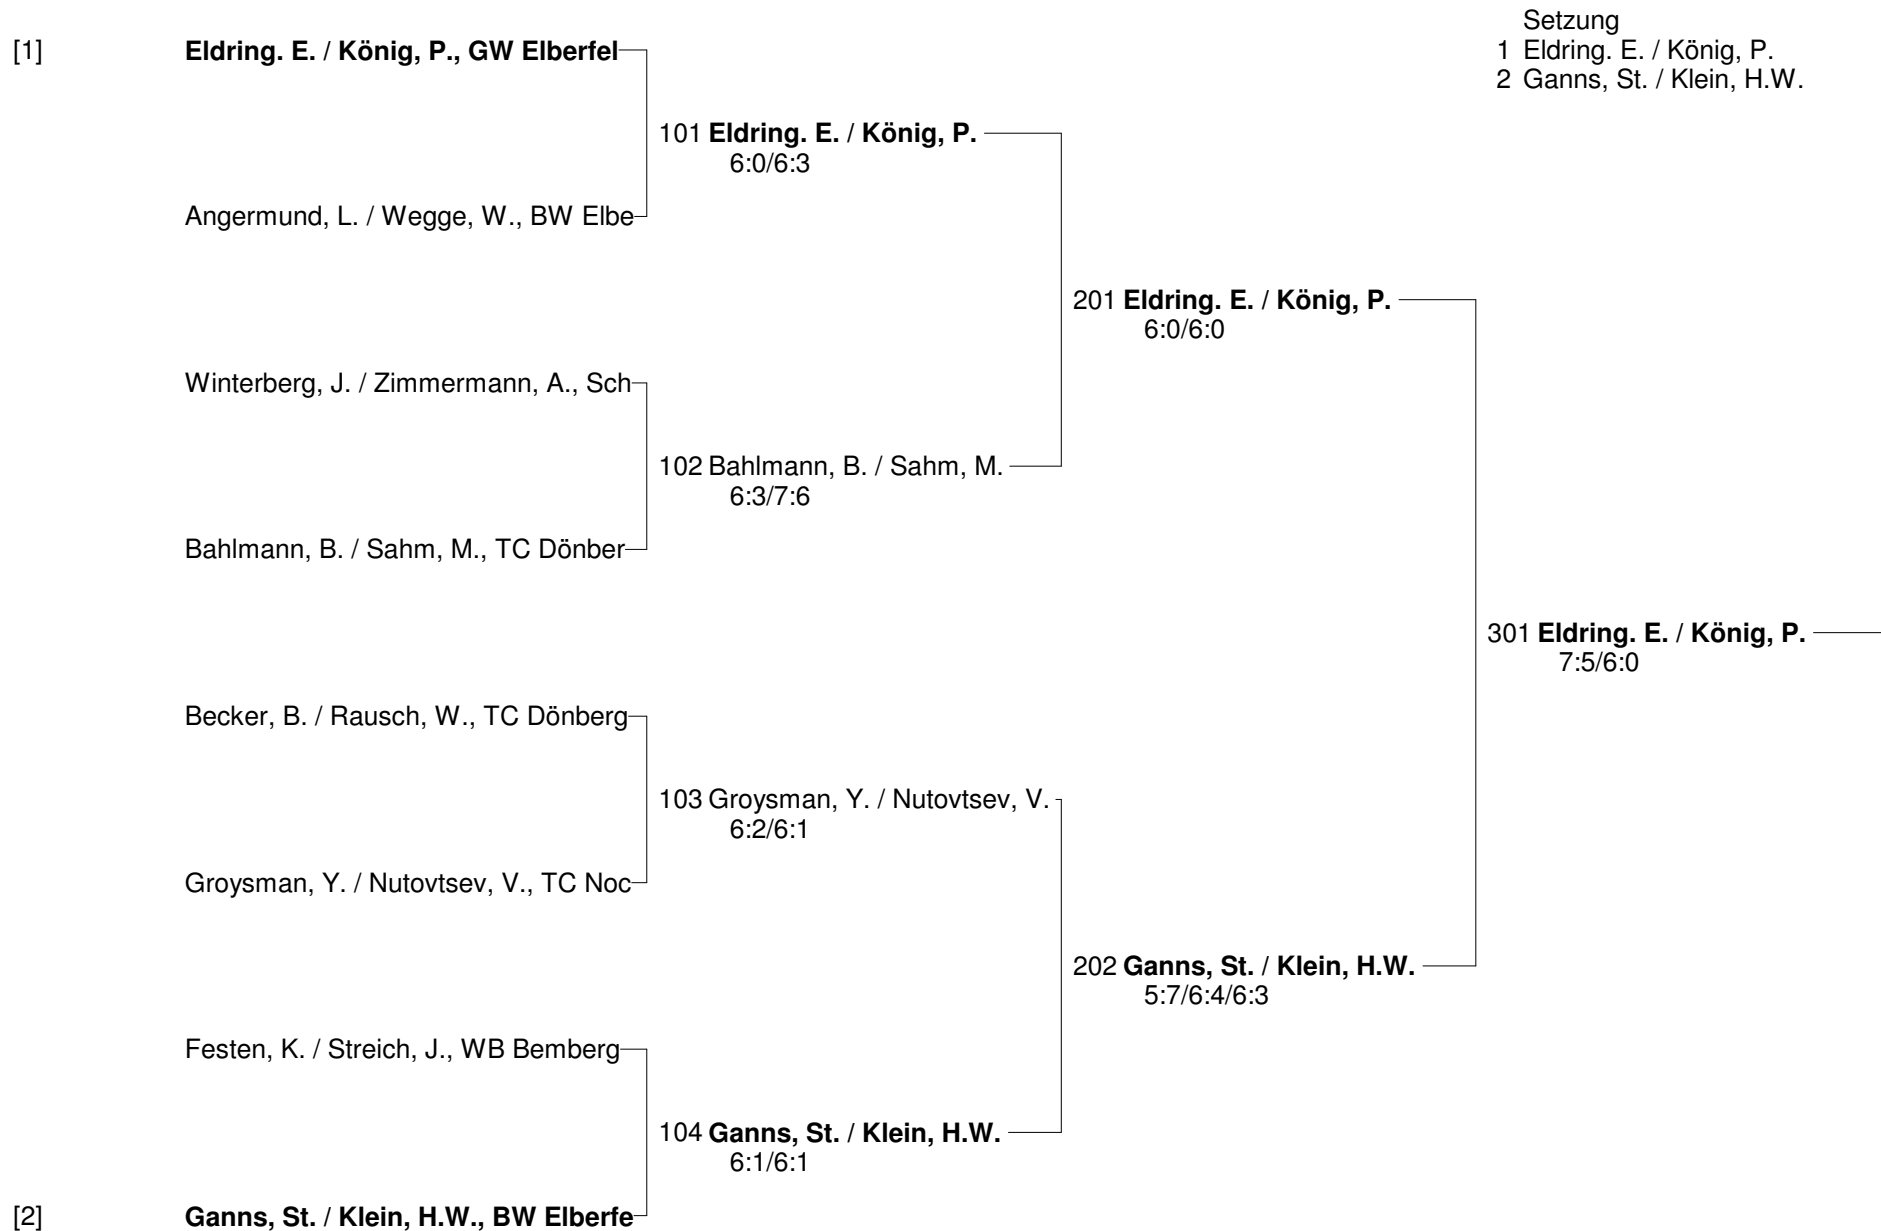 Setzung
1 Eldring. E. / König, P.
2 Ganns, St. / Klein, H.W.
[1] Eldring. E. / König, P., GW Elberfel
101 Eldring. E. / König, P.
6:0/6:3
Angermund, L. / Wegge, W., BW Elbe
201 Eldring. E. / König, P.
6:0/6:0
Winterberg, J. / Zimmermann, A., Sch
102 Bahlmann, B. / Sahm, M.
6:3/7:6
Bahlmann, B. / Sahm, M., TC Dönber
301 Eldring. E. / König, P.
7:5/6:0
Becker, B. / Rausch, W., TC Dönberg
103 Groysman, Y. / Nutovtsev, V.
6:2/6:1
Groysman, Y. / Nutovtsev, V., TC Noc
202 Ganns, St. / Klein, H.W.
5:7/6:4/6:3
Festen, K. / Streich, J., WB Bemberg
104 Ganns, St. / Klein, H.W.
6:1/6:1
[2] Ganns, St. / Klein, H.W., BW Elberfe